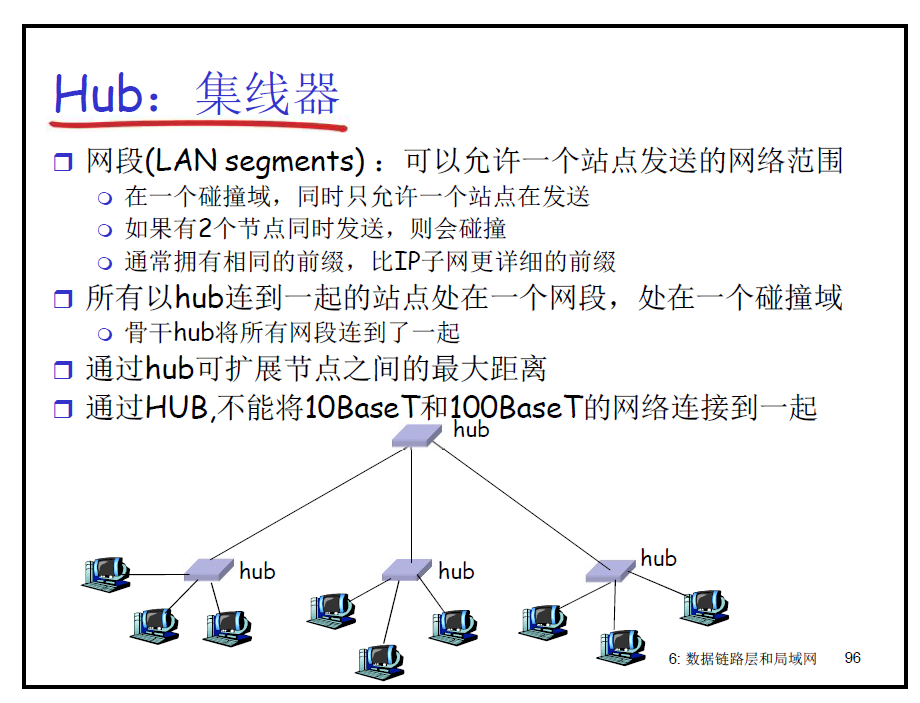 Hub：集线器
网段(LAN segments)：可以允许一个站点发送的网络范围
在一个碰撞域，同时只允许一个站点在发送
如果有2个节点同时发送，则会碰撞
通常拥有相同的前缀，比IP子网更详细的前缀
所有以hub连到一起的站点处在一个网段，处在一个碰撞域
骨干hub将所有网段连到了一起
通过hub可扩展节点之间的最大距离
通过HUB,不能将10BaseT和100BaseT的网络连接到一起
hub
hub
hub
hub
6: 数据链路层和局域网 96